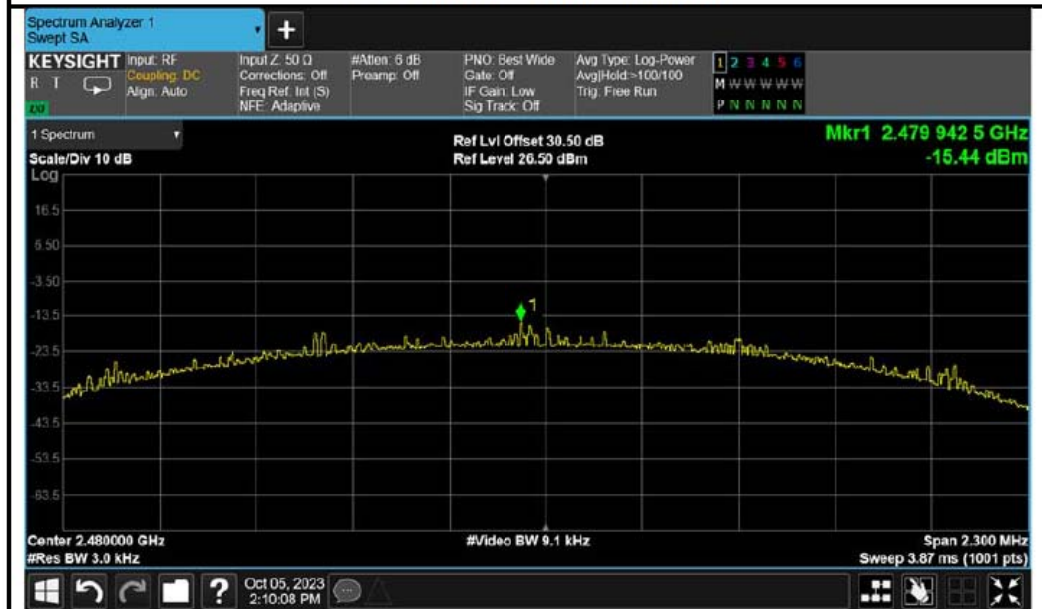 Spectrum Analyzer 1
Swept SA
+
KEYSIGHT
R T
Input: RF
Coupling: DC
Align: Auto
Input Z: 50 Ω
Corrections: Off
Freq Ref: Int (S)
NFE: Adaptive
#Atten: 6 dB
Preamp: Off
PNO: Best Wide
Gate: Off
IF Gain: Low
Sig Track: Off
Avg Type: Log-Power
Avg|Hold:>100/100
Trig: Free Run
1 2 3 4 5 6
M W W W W W W
P N N N N N
1 Spectrum
Scale/Div 10 dB
Log
Ref Lvl Offset 30.50 dB
Ref Level 26.50 dBm
Mkr1 2.479 942 5 GHz
-15.44 dBm
16.5
6.50
-3.50
-13.5
-23.5
-33.5
-43.5
-53.5
-63.5
1
Center 2.480000 GHz
#Res BW 3.0 kHz
#Video BW 9.1 kHz
Span 2.300 MHz
Sweep 3.87 ms (1001 pts)
?
Oct 05, 2023
2:10:08 PM